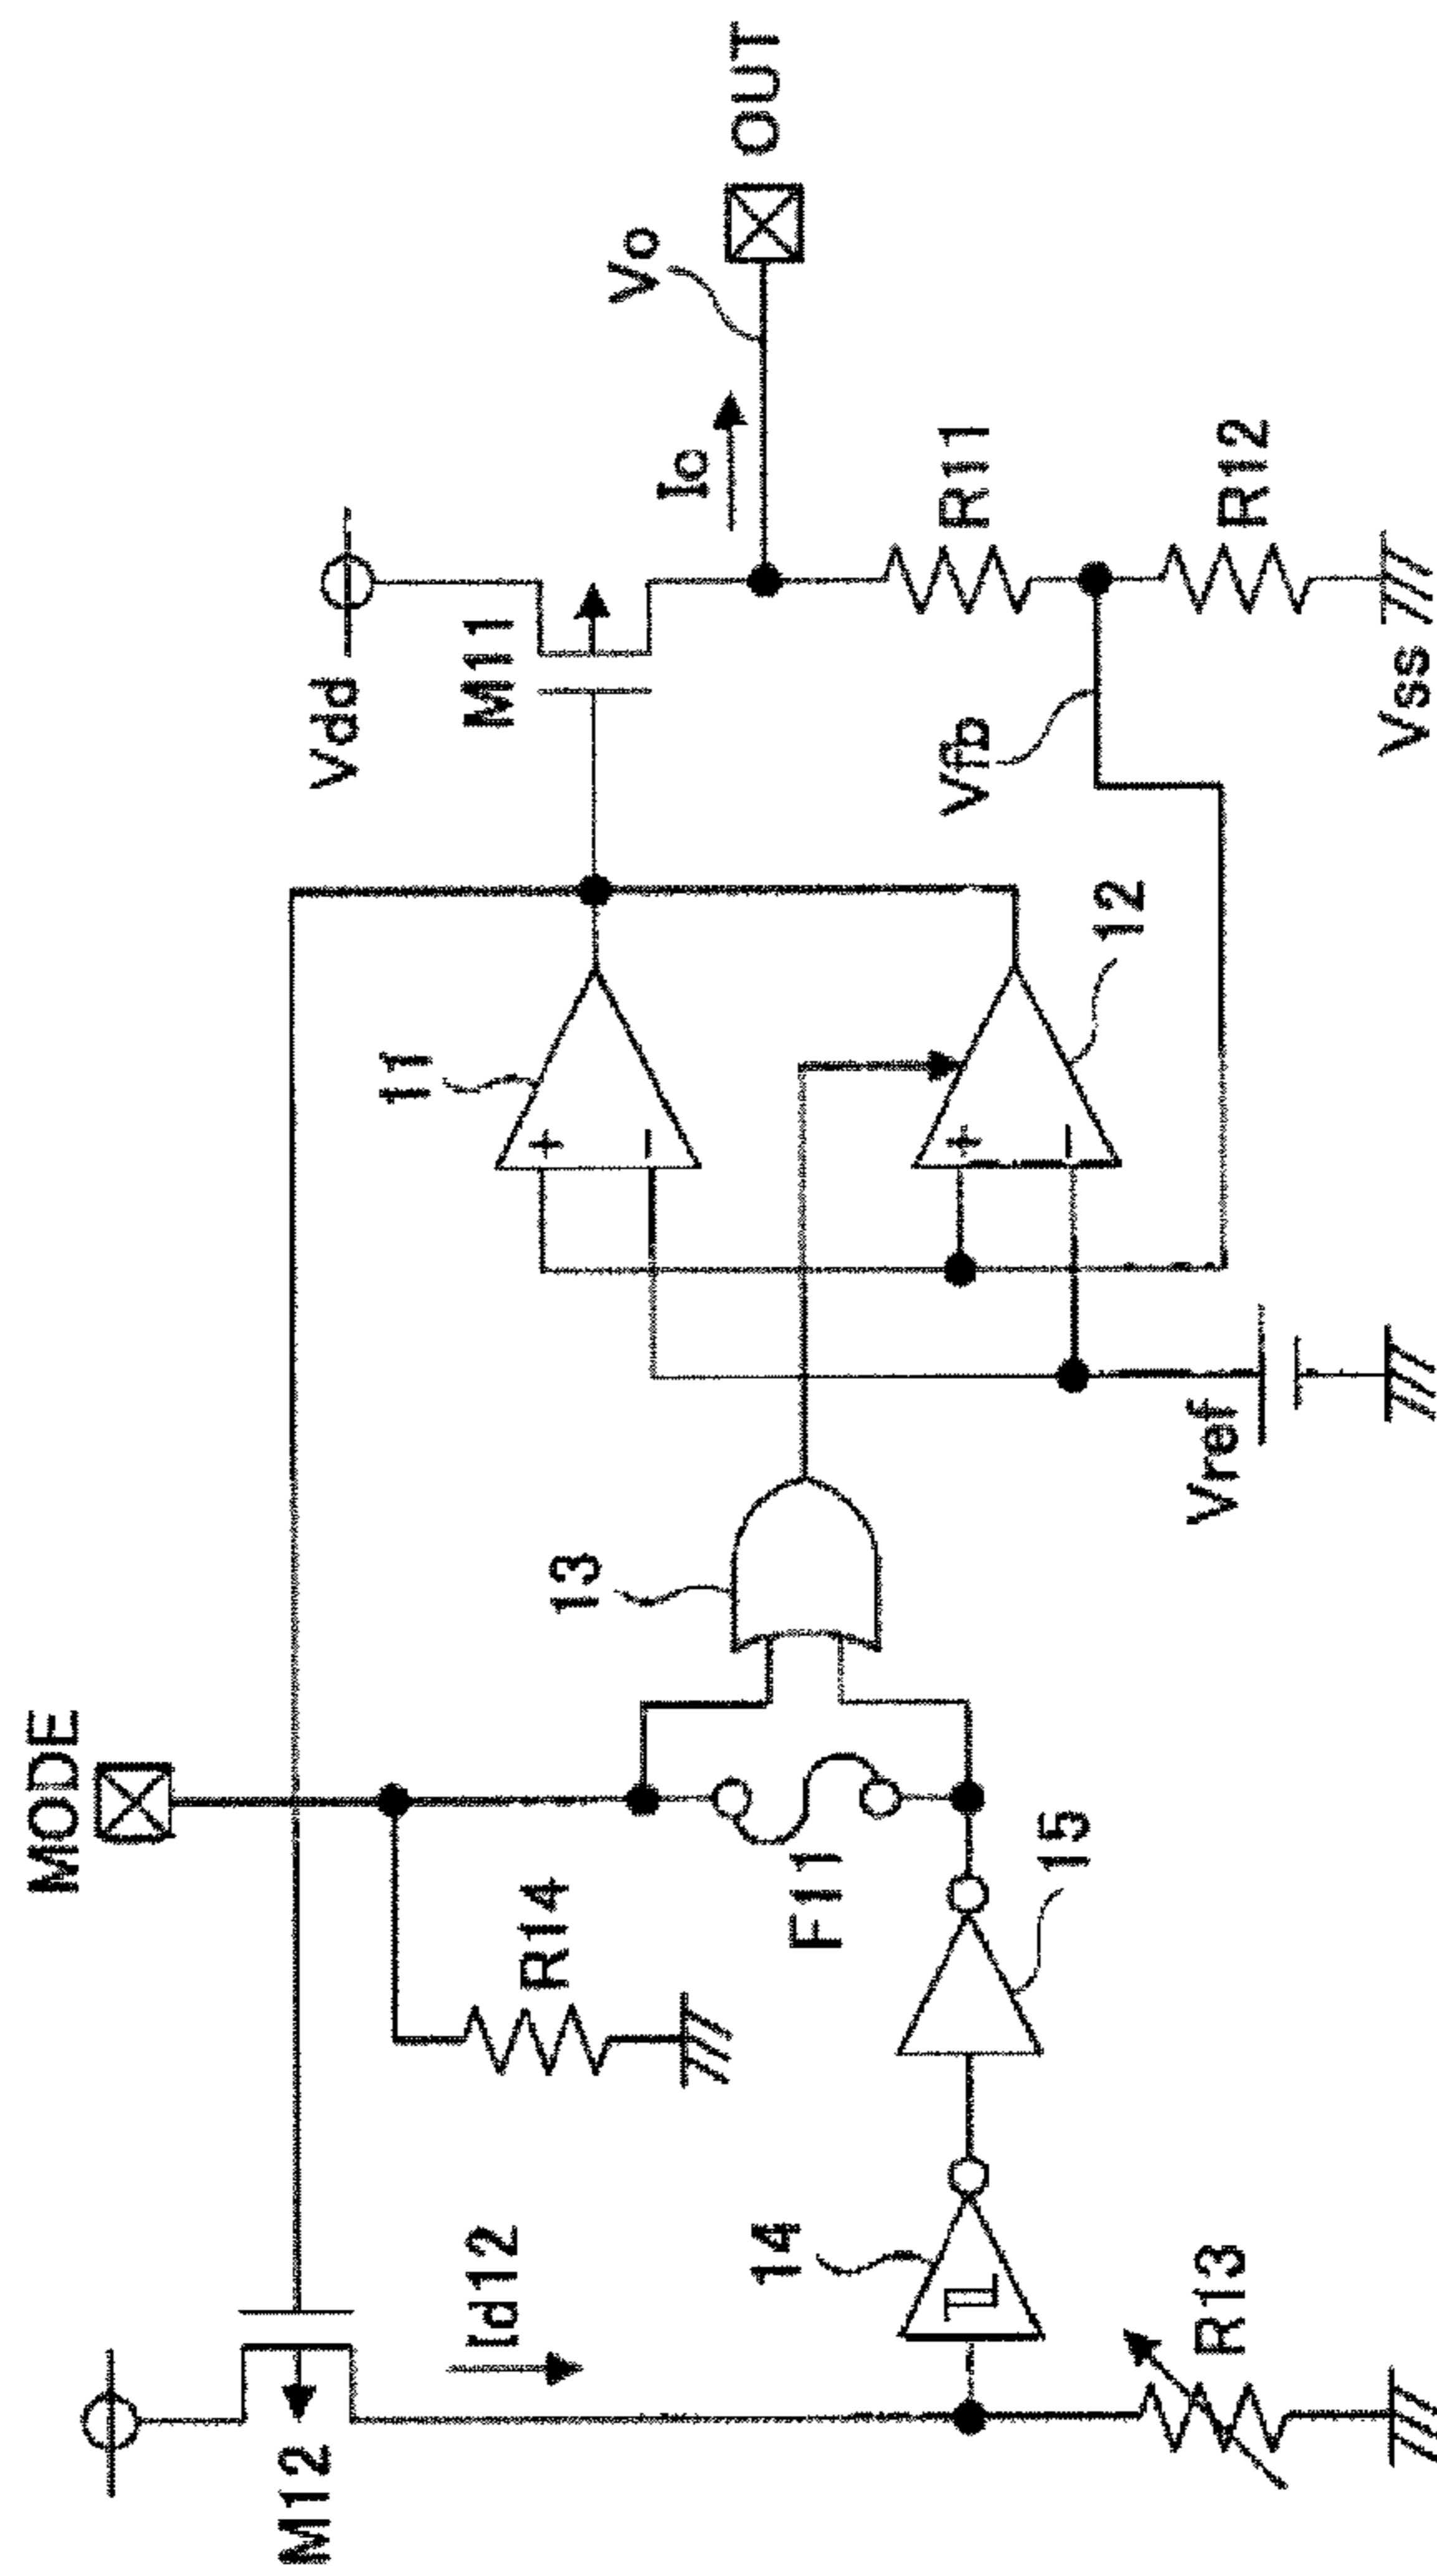 MODE
Vdd
M12
M11
Id12
R14
F11
13
11
Io
Vo
OUT
14
15
+
−
+
−
12
Vfb
R11
R12
R13
Vref
Vss